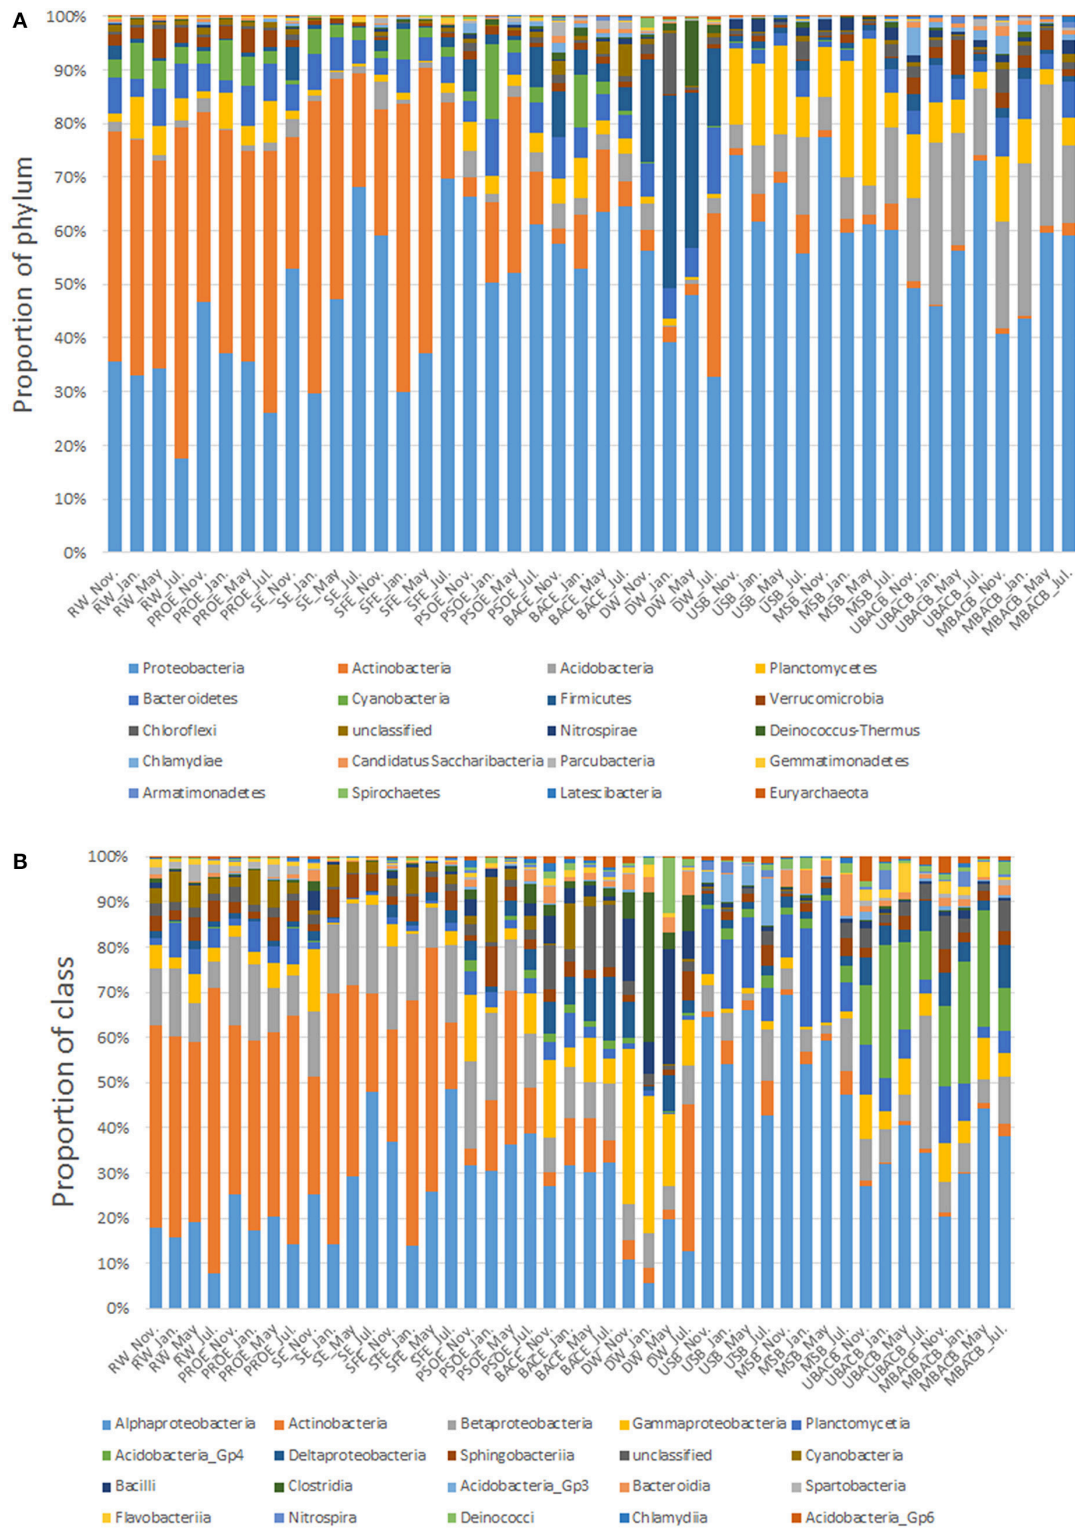 A
Proportion of phylum
100%
90%
80%
70%
60%
50%
40%
30%
20%
10%
0%
RW_Nov. RW_Jan. RW_May RW_Jul. PROE_Nov. PROE_Jan. PROE_May PROE_Jul. SE_Nov. SE_Jan. SE_May SE_Jul. SFE_Nov. SFE_Jan. SFE_May SFE_Jul. PSOE_Nov. PSOE_Jan. PSOE_May PSOE_Jul. BACE_Nov. BACE_Jan. BACE_May BACE_Jul. DW_Nov. DW_Jan. DW_May DW_Jul. USB_Nov. USB_Jan. USB_May USB_Jul. MSB_Nov. MSB_Jan. MSB_May MSB_Jul. UBACB_Nov. UBACB_Jan. UBACB_May UBACB_Jul. MBACB_Nov. MBACB_Jan. MBACB_May MBACB_Jul.
Proteobacteria Actinobacteria Acidobacteria Planctomycetes
Bacteroidetes Cyanobacteria Firmicutes Verrucomicrobia
Chloroflexi unclassified Nitrospirae Deinococcus-Thermus
Chlamydiae Candidatus Saccharibacteria Parcubacteria Gemmatimonadetes
Armatimonadetes Spirochaetes Latescibacteria Euryarchaeota
B
Proportion of class
100%
90%
80%
70%
60%
50%
40%
30%
20%
10%
0%
RW_Nov. RW_Jan. RW_May RW_Jul. PROE_Nov. PROE_Jan. PROE_May PROE_Jul. SE_Nov. SE_Jan. SE_May SE_Jul. SFE_Nov. SFE_Jan. SFE_May SFE_Jul. PSOE_Nov. PSOE_Jan. PSOE_May PSOE_Jul. BACE_Nov. BACE_Jan. BACE_May BACE_Jul. DW_Nov. DW_Jan. DW_May DW_Jul. USB_Nov. USB_Jan. USB_May USB_Jul. MSB_Nov. MSB_Jan. MSB_May MSB_Jul. UBACB_Nov. UBACB_Jan. UBACB_May UBACB_Jul. MBACB_Nov. MBACB_Jan. MBACB_May MBACB_Jul.
Alphaproteobacteria Actinobacteria Betaproteobacteria Gammaproteobacteria Planctomycetia
Acidobacteria_Gp4 Deltaproteobacteria Sphingobacteriia unclassified Cyanobacteria
Bacilli Clostridia Acidobacteria_Gp3 Bacteroidia Spartobacteria
Flavobacteriia Nitrospira Deinococci Chlamydiia Acidobacteria_Gp6